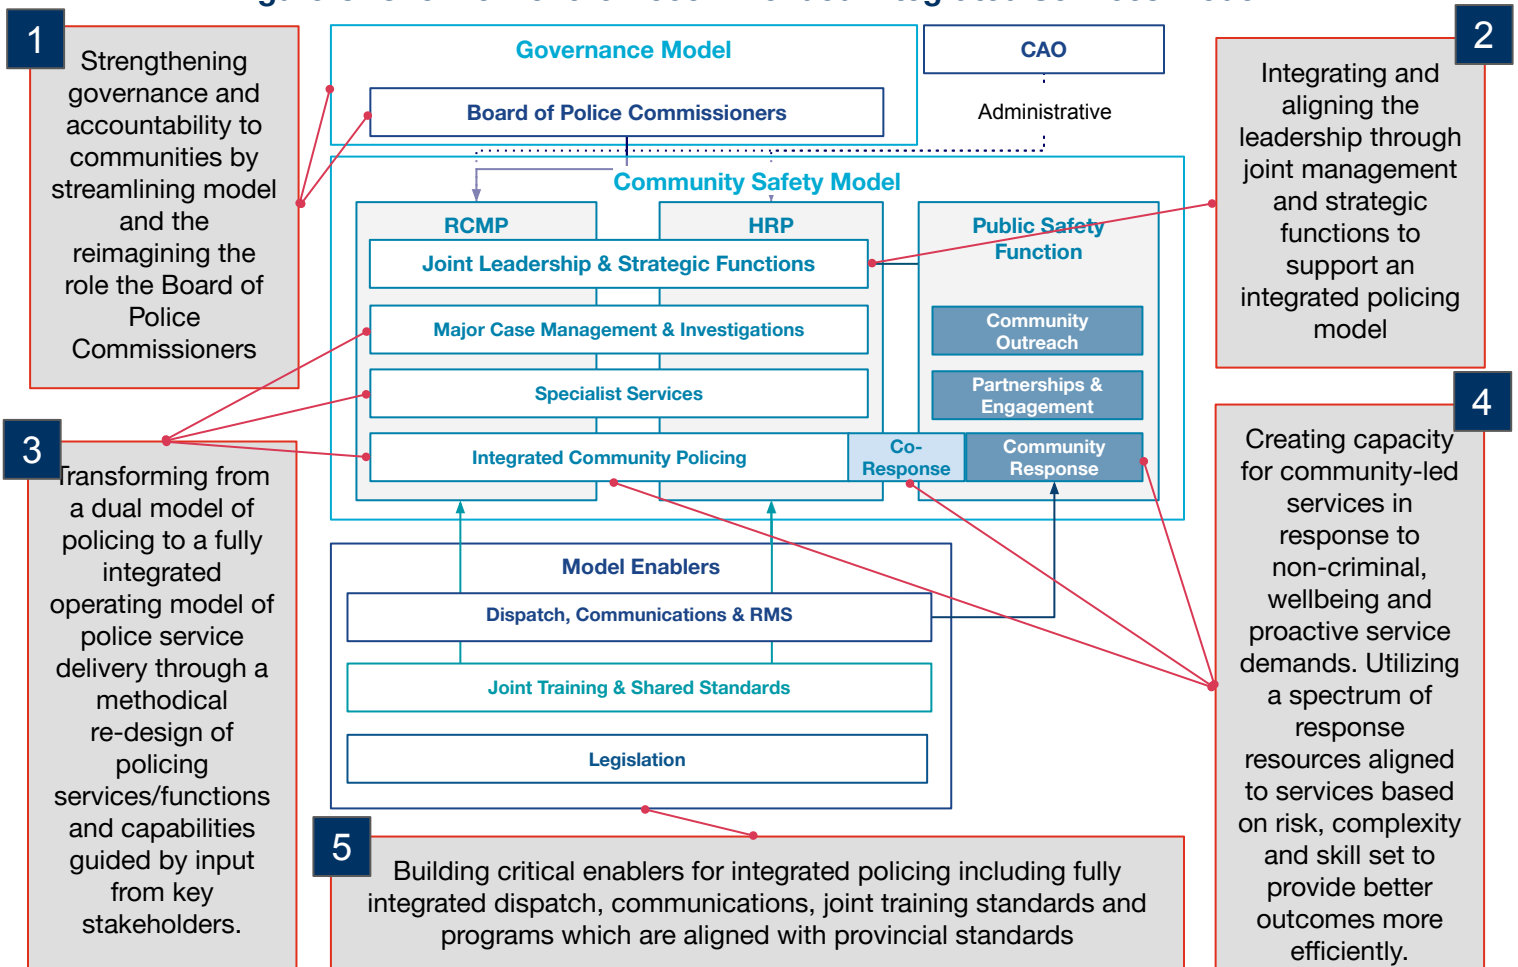 1
Strengthening
governance and
accountability to
communities by
streamlining model
and the
reimagining the
role the Board of
Police
Commissioners
Governance Model
Board of Police Commissioners
CAO
Administrative
2
Integrating and
aligning the
leadership through
joint management
and strategic
functions to
support an
integrated policing
model
Community Safety Model
RCMP
HRP
Public Safety
Function
Joint Leadership & Strategic Functions
Major Case Management & Investigations
Community
Outreach
Specialist Services
Partnerships &
Engagement
Integrated Community Policing
Co-
Response
Community
Response
3
Transforming from
a dual model of
policing to a fully
integrated
operating model of
police service
delivery through a
methodical
re-design of
policing
services/functions
and capabilities
guided by input
from key
stakeholders.
4
Creating capacity
for community-led
services in
response to
non-criminal,
wellbeing and
proactive service
demands. Utilizing
a spectrum of
response
resources aligned
to services based
on risk, complexity
and skill set to
provide better
outcomes more
efficiently.
Model Enablers
Dispatch, Communications & RMS
Joint Training & Shared Standards
Legislation
5
Building critical enablers for integrated policing including fully
integrated dispatch, communications, joint training standards and
programs which are aligned with provincial standards